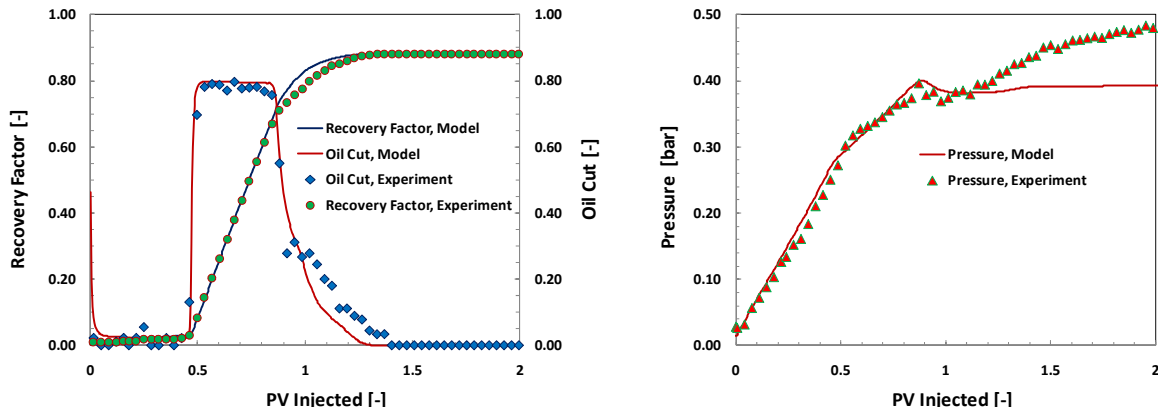 1.00
0.80
0.60
0.40
0.20
0.00
Recovery Factor [-]
1.00
0.80
0.60
0.40
0.20
0.00
Oil Cut [-]
Recovery Factor, Model
Oil Cut, Model
Oil Cut, Experiment
Recovery Factor, Experiment
0 0.5 1 1.5 2
PV Injected [-]
0.50
0.40
0.30
0.20
0.10
0.00
Pressure [bar]
Pressure, Model
Pressure, Experiment
0 0.5 1 1.5 2
PV Injected [-]